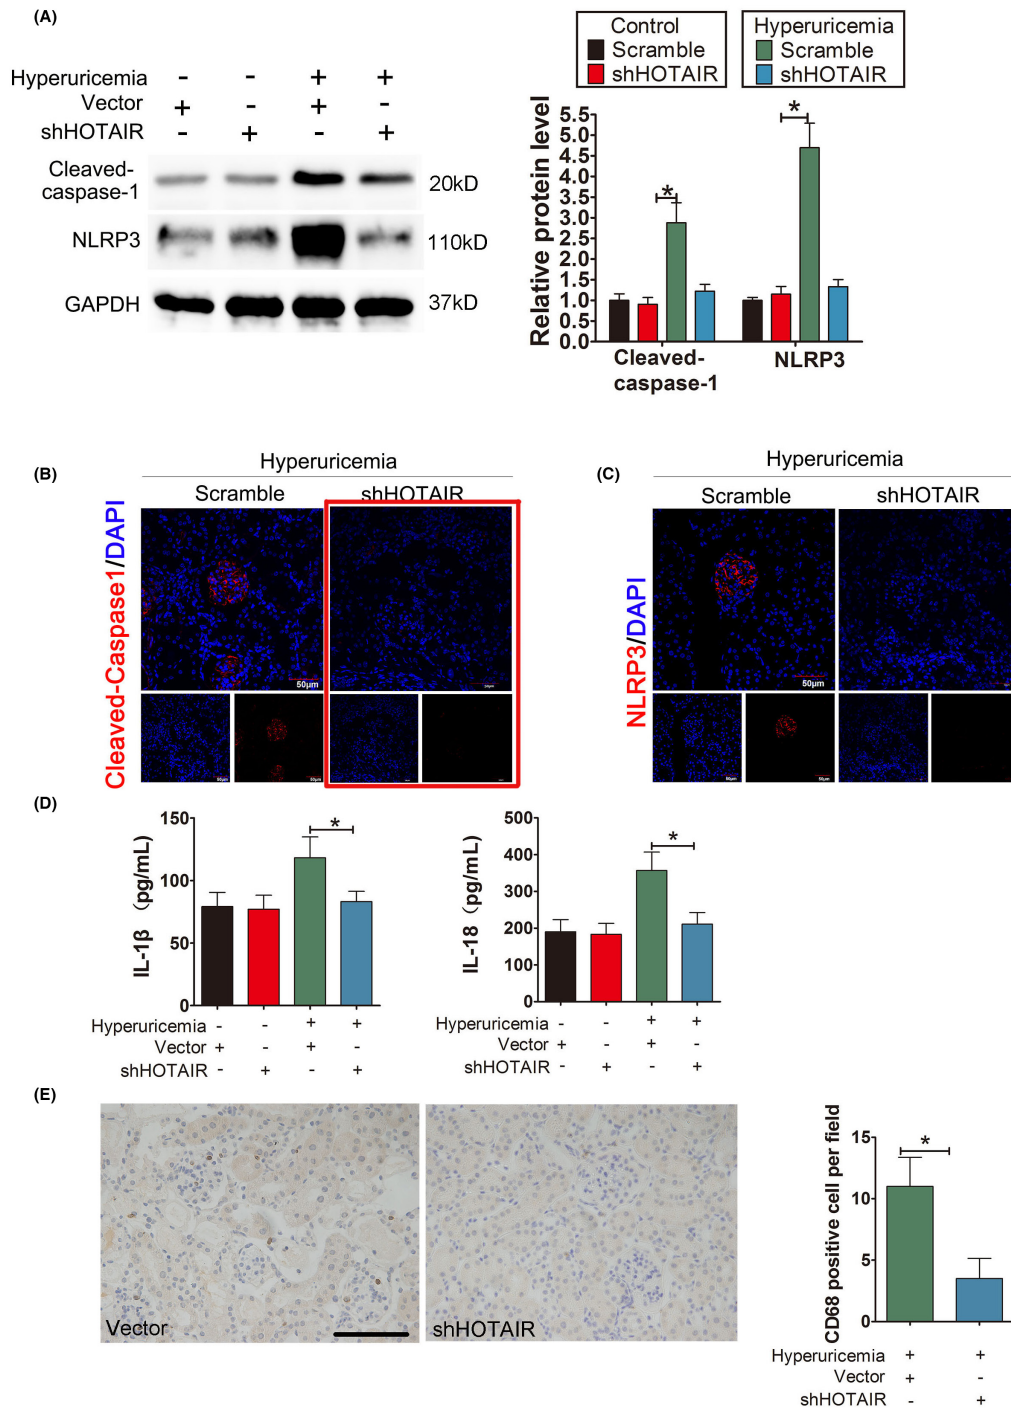 (A)
Hyperuricemia - - + +
Vector + - + -
shHOTAIR - + - +
Cleaved-
caspase-1
20kD
NLRP3
110kD
GAPDH
37kD
Control
Scramble
shHOTAIR
Hyperuricemia
Scramble
shHOTAIR
Relative protein level
5.5
5.0
4.5
4.0
3.5
3.0
2.5
2.0
1.5
1.0
0.5
0.0
*
*
Cleaved-
caspase-1
NLRP3
(B)
Hyperuricemia
Scramble
shHOTAIR
Cleaved-Caspase1/DAPI
50μm
50μm
50μm
(C)
Hyperuricemia
Scramble
shHOTAIR
NLRP3/DAPI
50μm
50μm
50μm
(D)
IL-1β (pg/mL)
150
100
50
0
*
Hyperuricemia - - + +
Vector + - + -
shHOTAIR - + - +
IL-18 (pg/mL)
500
400
300
200
100
0
*
Hyperuricemia - - + +
Vector + - + -
shHOTAIR - + - +
(E)
Vector
shHOTAIR
CD68 positive cell per field
15
10
5
0
*
Hyperuricemia + +
Vector + -
shHOTAIR - +